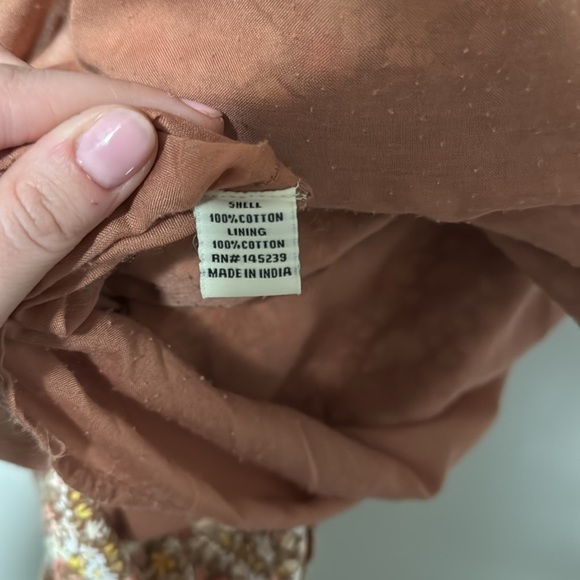 SHELL
100%COTTON
LINING
100%COTTON
RN#145239
MADE IN INDIA